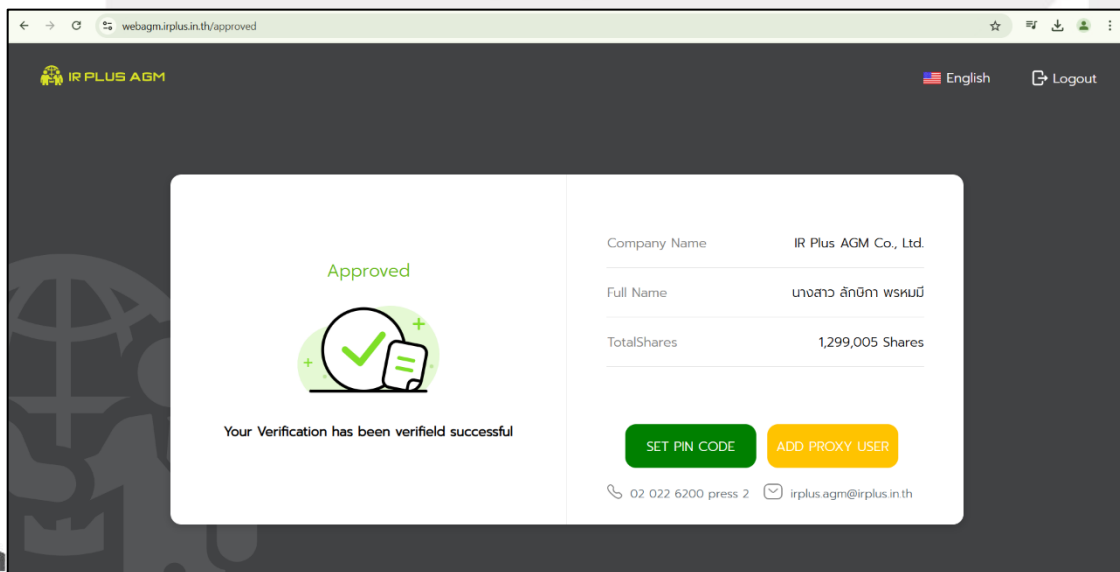 webagm.irplus.in.th/approved
IR PLUS AGM
English
Logout
Approved
Your Verification has been verifield successful
Company Name IR Plus AGM Co., Ltd.
Full Name นางสาว ลักษิกา พรหมมี
TotalShares 1,299,005 Shares
SET PIN CODE
ADD PROXY USER
02 022 6200 press 2
irplus.agm@irplus.in.th